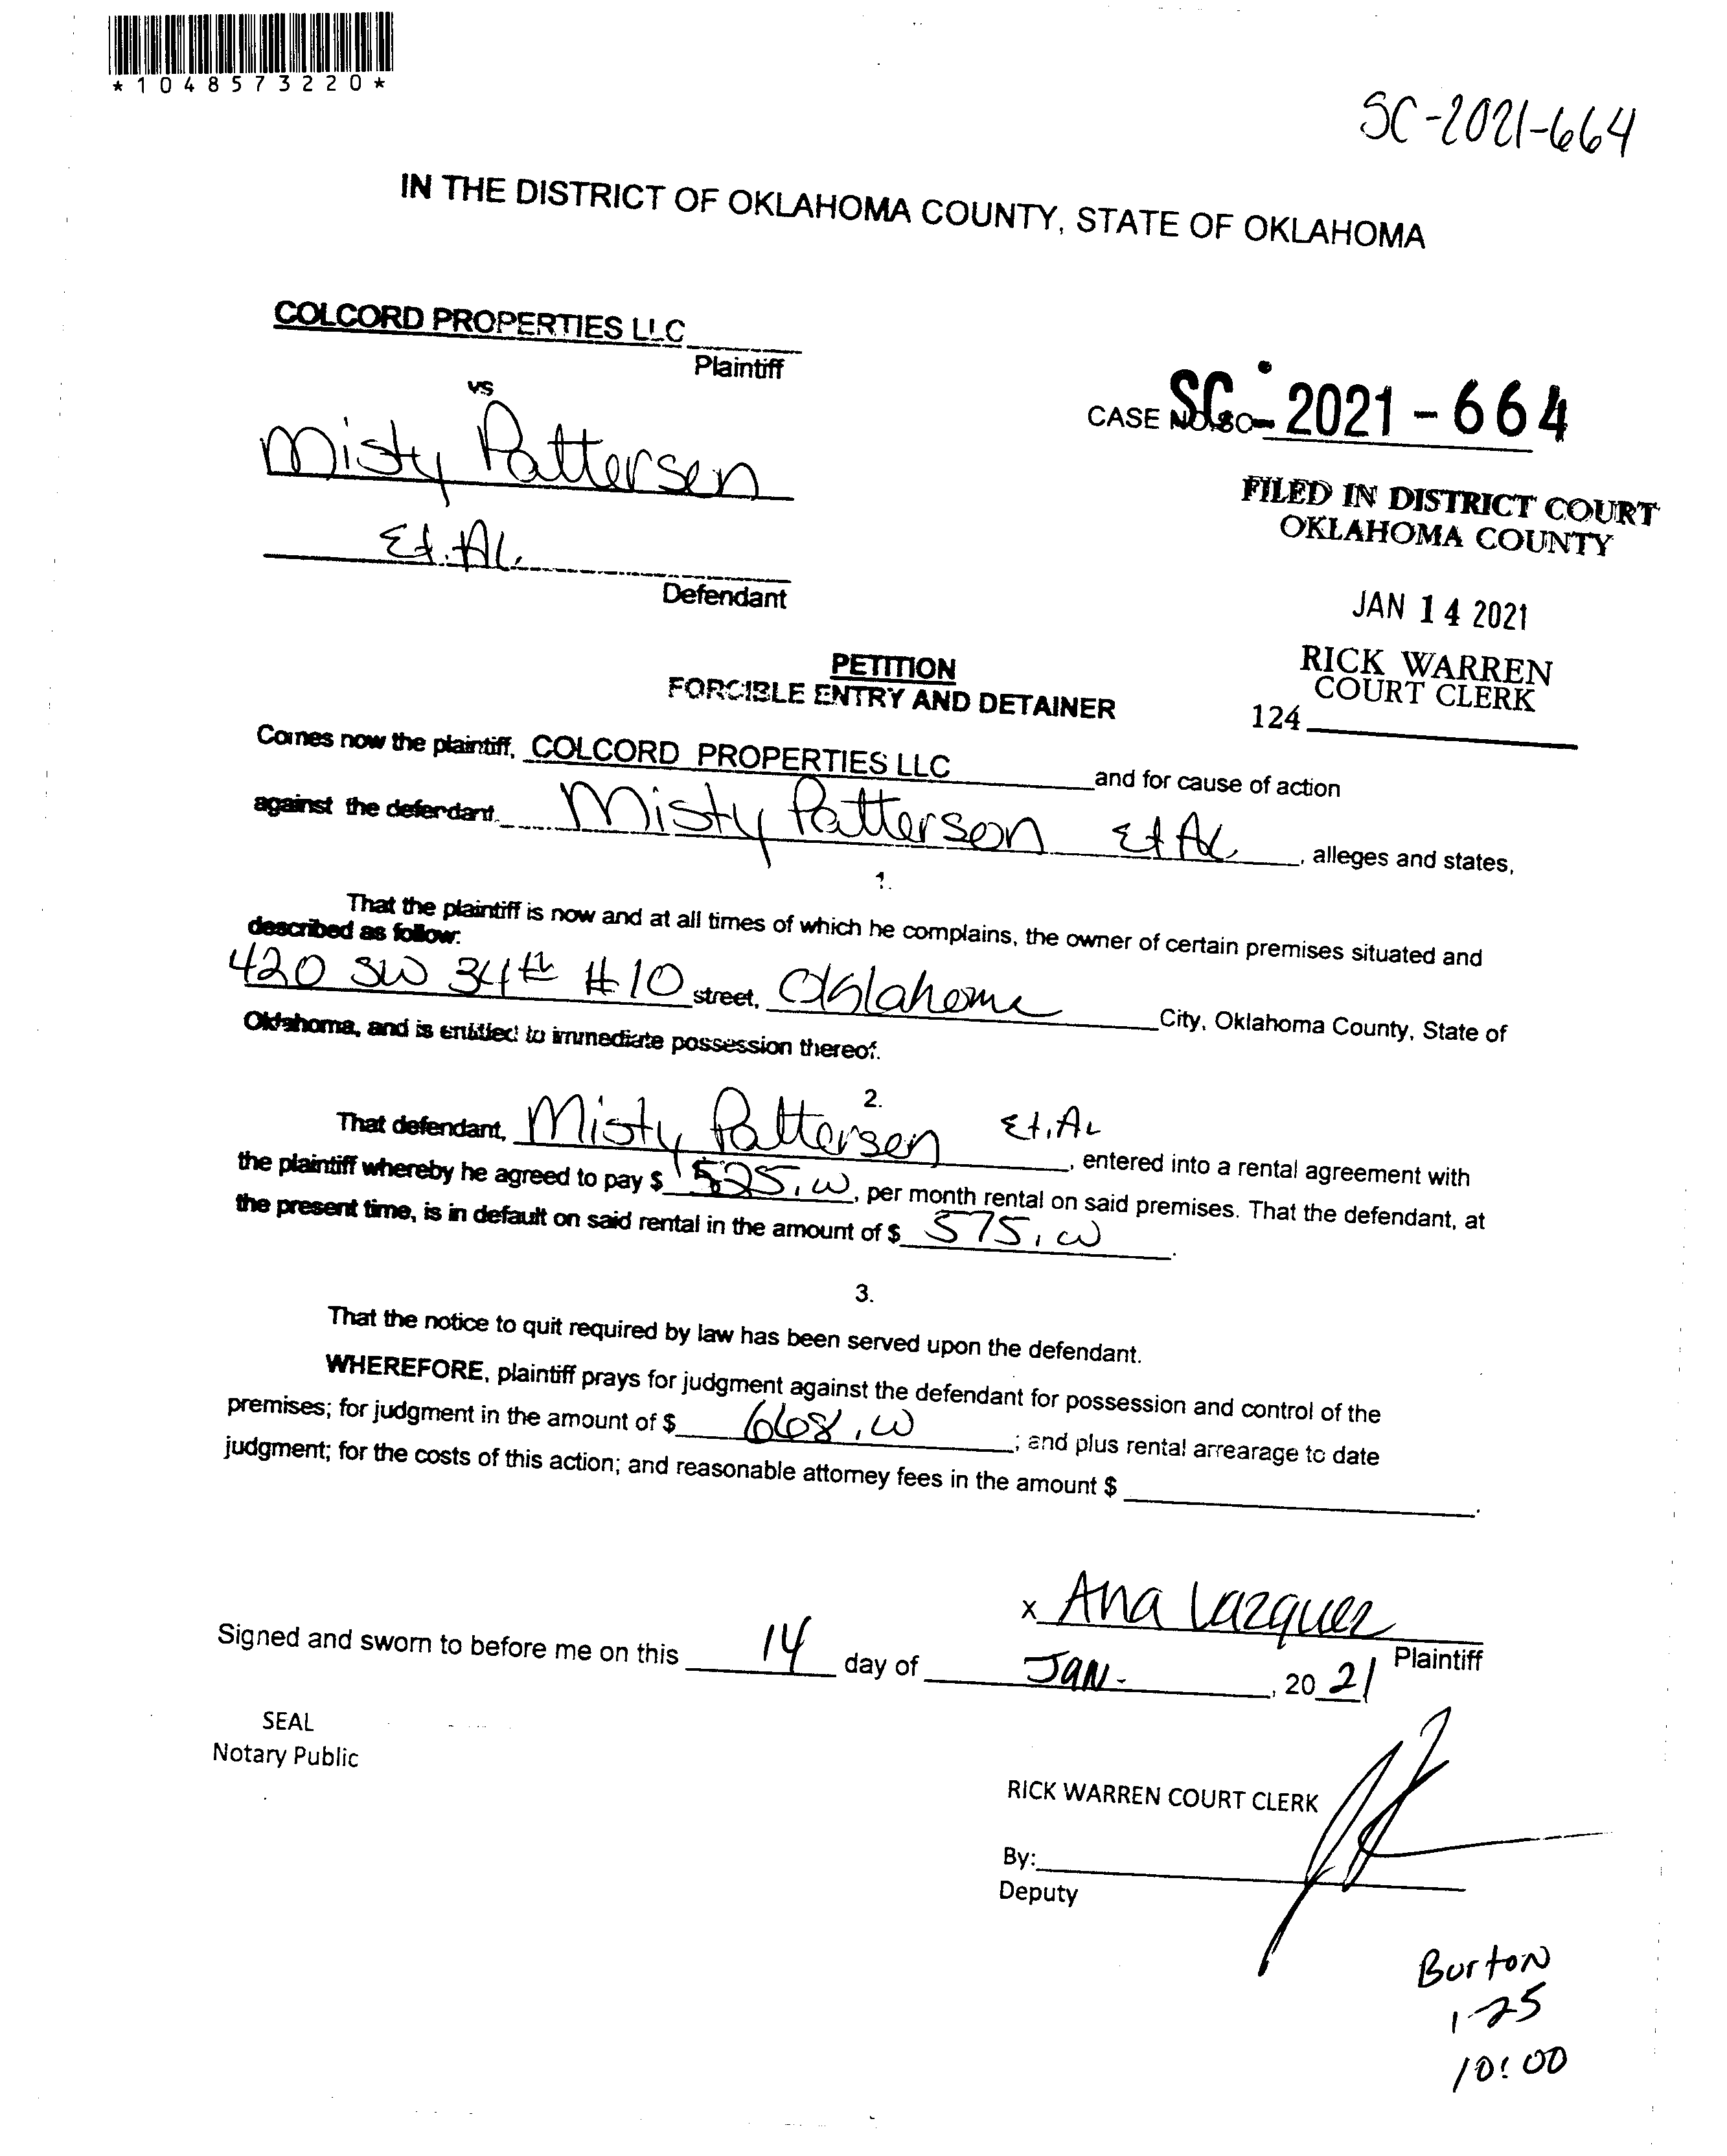 *1048573220*
SC-2021-664
IN THE DISTRICT OF OKLAHOMA COUNTY, STATE OF OKLAHOMA
COLCORD PROPERTIES LLC
Plaintiff
vs
Misty Pattersen
Et. Al.
Defendant
CASE NO. SC- SC-2021-664
FILED IN DISTRICT COURT
OKLAHOMA COUNTY
JAN 14 2021
RICK WARREN
COURT CLERK
124
PETITION
FORCIBLE ENTRY AND DETAINER
Comes now the plaintiff, COLCORD PROPERTIES LLC and for cause of action
against the defendant, Misty Patterson Et Al, alleges and states,
1.
That the plaintiff is now and at all times of which he complains, the owner of certain premises situated and
described as follow:
420 SW 34th #10 street, Oklahoma City, Oklahoma County, State of
Oklahoma, and is entitled to immediate possession thereof.
2.
That defendant, Misty Pattersen Et. Al, entered into a rental agreement with
the plaintiff whereby he agreed to pay $ 525.00, per month rental on said premises. That the defendant, at
the present time, is in default on said rental in the amount of $ 575.00.
3.
That the notice to quit required by law has been served upon the defendant.
WHEREFORE, plaintiff prays for judgment against the defendant for possession and control of the
premises; for judgment in the amount of $ 668.00; and plus rental arrearage to date
judgment; for the costs of this action; and reasonable attorney fees in the amount $
x Ana Vazquez
Plaintiff
Signed and sworn to before me on this 14 day of Jan., 2021
SEAL
Notary Public
RICK WARREN COURT CLERK
By:
Deputy
Burton
1-25
10:00